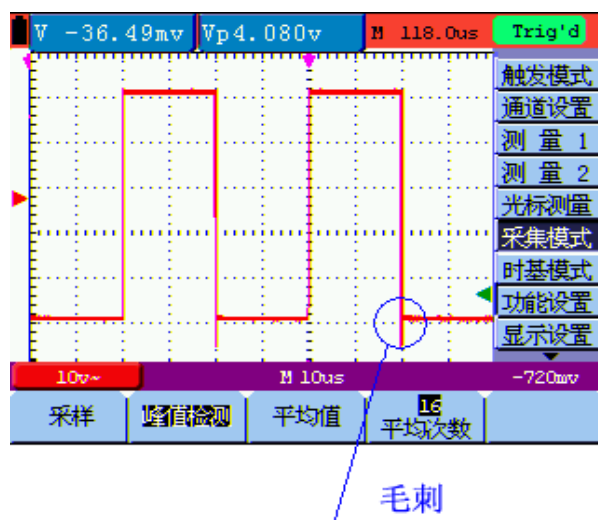 V -36.49mv Vp4.080v M 118.0us Trig'd
触发模式
通道设置
测 量 1
测 量 2
光标测量
采集模式
时基模式
功能设置
显示设置
10v~ M 10us -720mv
采样 峰值检测 平均值 16
平均次数
毛刺